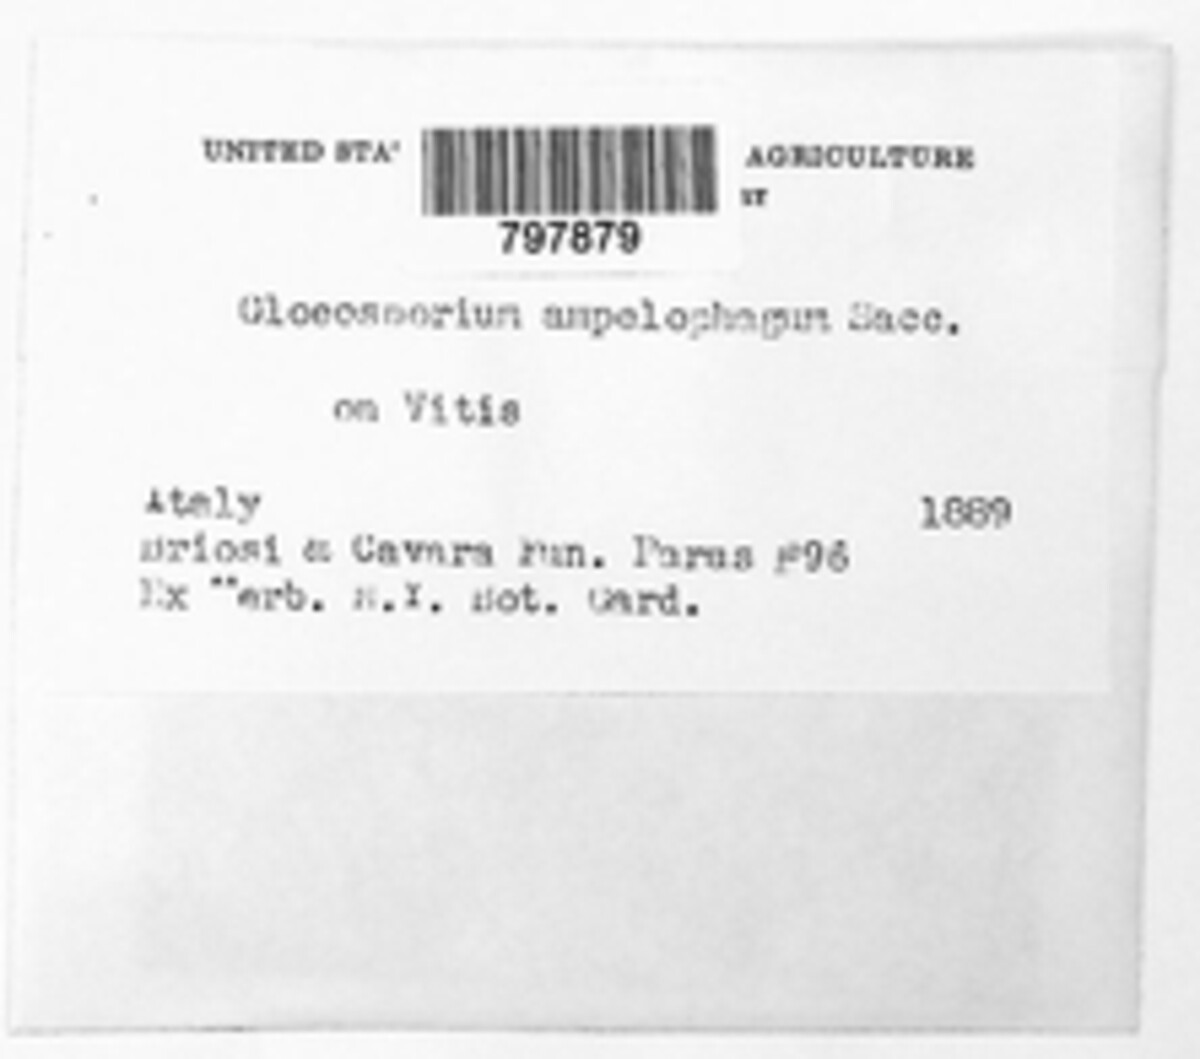 UNITED STA AGRICULTURE
797879
Gloeosporium ampelophagum Sacc.
on Vitis
Ataly 1889
Briosi & Cavara Fun. Paras #96
Ex Herb. N.Y. Bot. Gard.